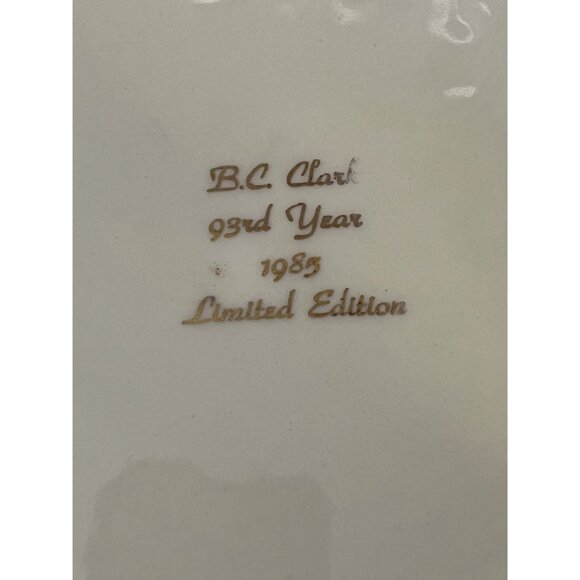 B.C. Clark
93rd Year
1985
Limited Edition